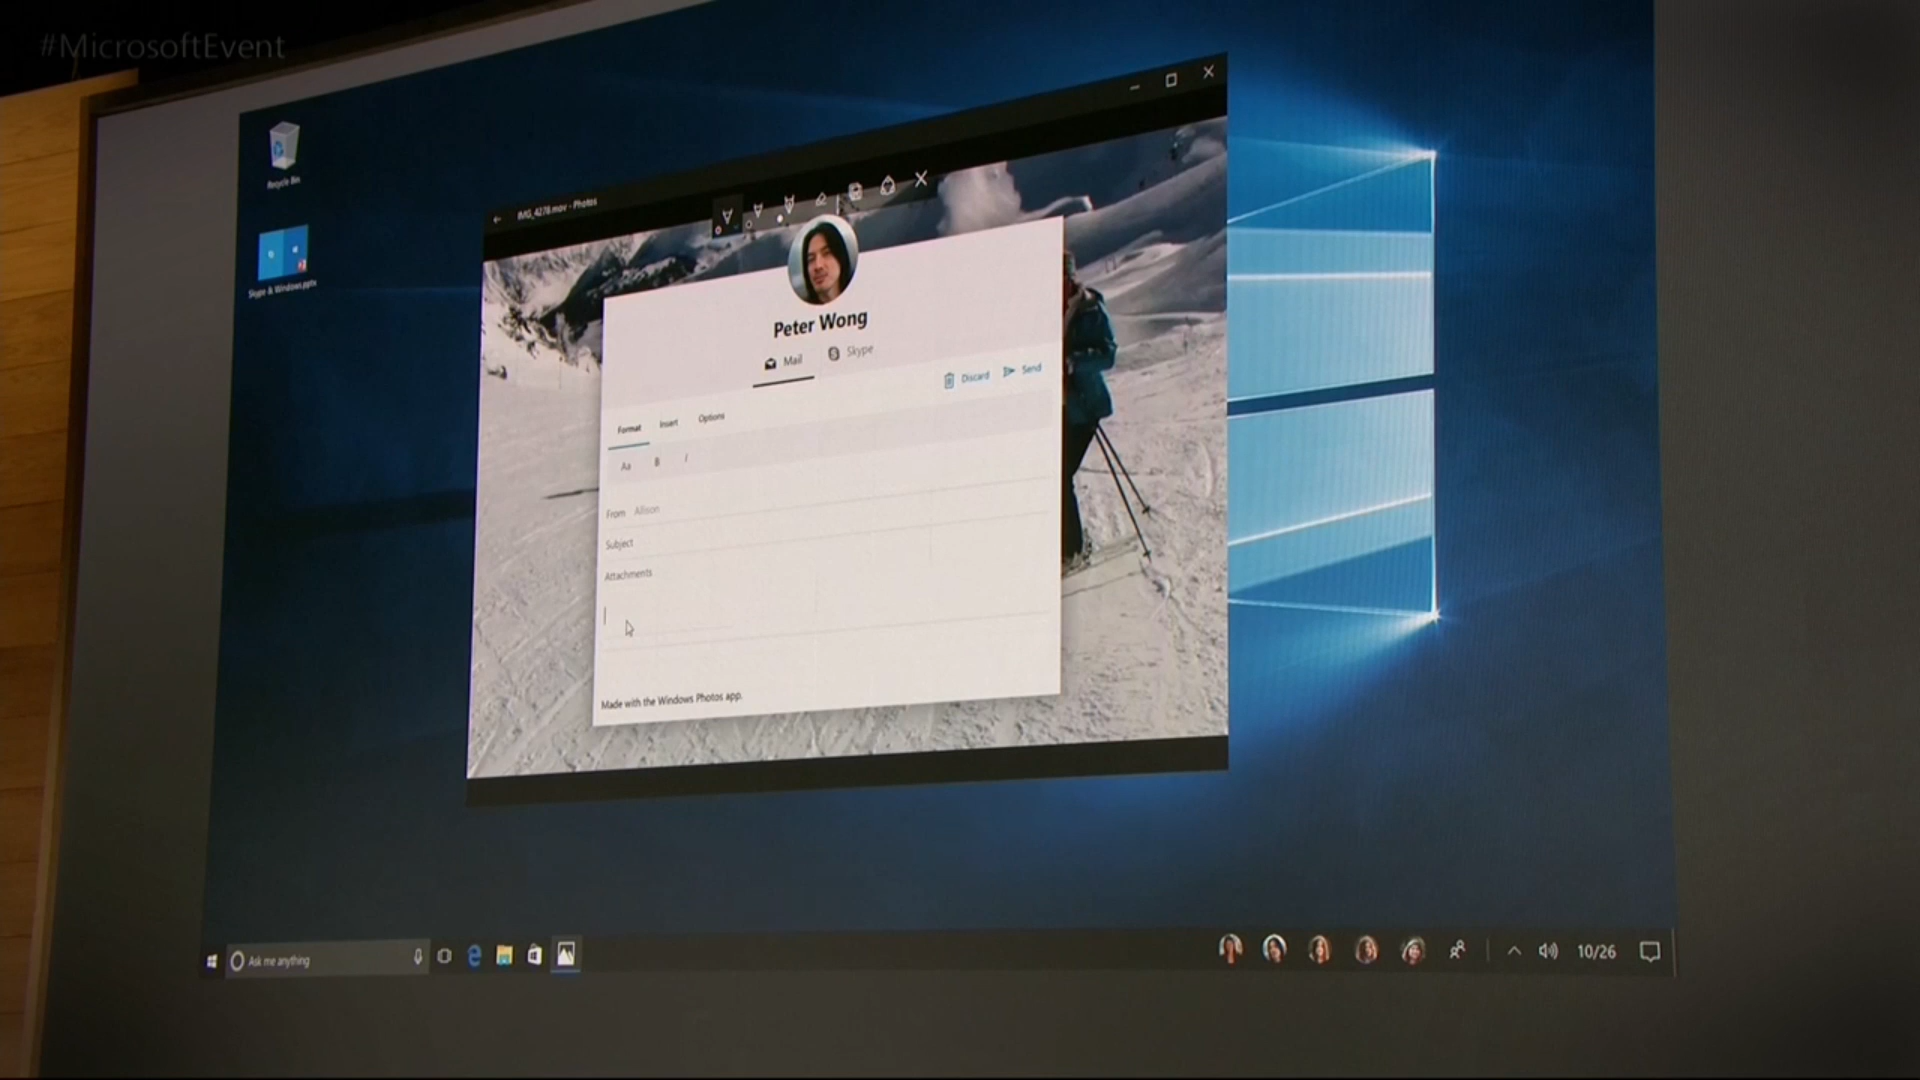 #MicrosoftEvent
Recycle Bin
Skype & Windows.pptx
IMG_4278.mov - Photos
Peter Wong
Mail Skype
Discard Send
Format Insert Options
Aa B I
From Allison
Subject
Attachments
Made with the Windows Photos app.
Ask me anything
10/26